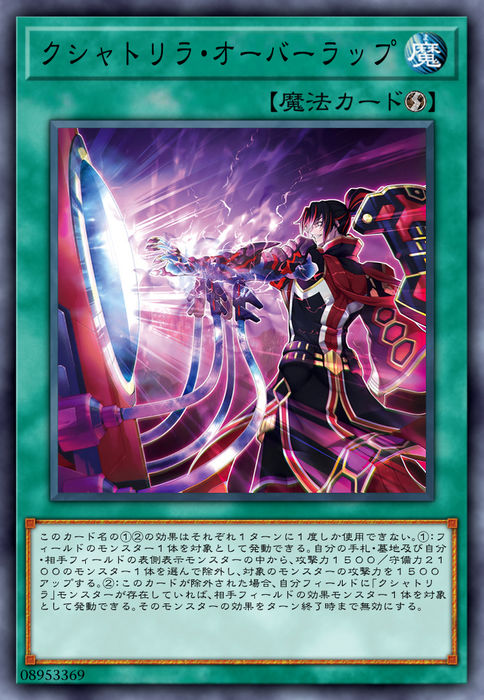 クシャトリラ・オーバーラップ
魔
【魔法カード】
このカード名の①②の効果はそれぞれ1ターンに1度しか使用できない。①:フ
ィールドのモンスター1体を対象として発動できる。自分の手札・墓地及び自分
・相手フィールドの表側表示モンスターの中から、攻撃力1500/守備力21
00のモンスター1体を選んで除外し、対象のモンスターの攻撃力を1500
アップする。②:このカードが除外された場合、自分フィールドに「クシャトリ
ラ」モンスターが存在していれば、相手フィールドの効果モンスター1体を対象
として発動できる。そのモンスターの効果をターン終了時まで無効にする。
08953369